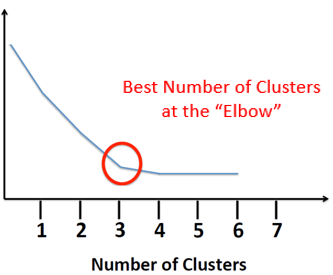 Best Number of Clusters
at the “Elbow”
1 2 3 4 5 6 7
Number of Clusters